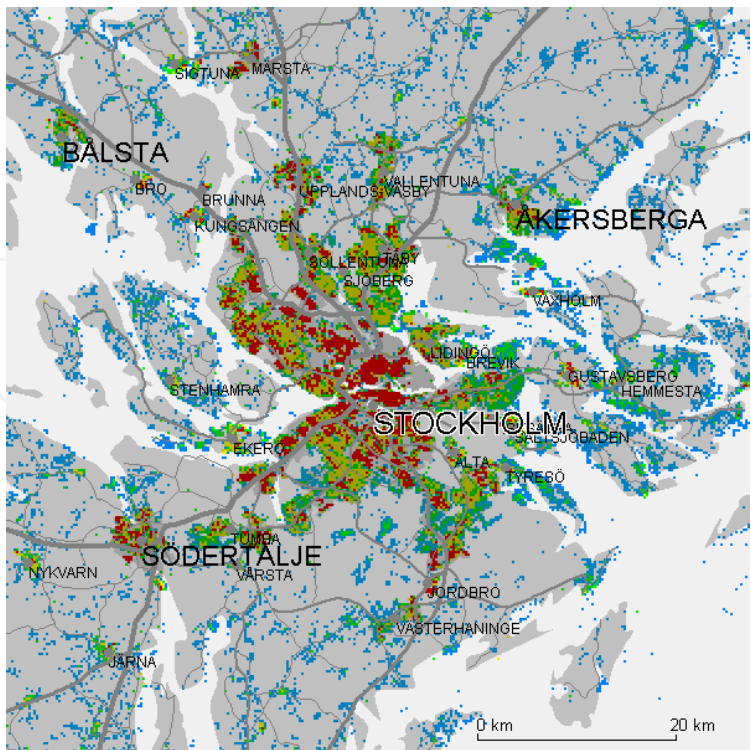 SIGTUNA
MÄRSTA
BÅLSTA
BRO
BRUNNA
UPPLANDS-VÄSBY
VALLENTUNA
KUNGSÄNGEN
ÅKERSBERGA
SOLLENTUNA
TÄBY
SJÖBERG
VAXHOLM
LIDINGÖ
BREVIK
GUSTAVSBERG
STENHAMRA
HEMMESTA
STOCKHOLM
SALTSJÖBADEN
EKERÖ
ÄLTA
TYRESÖ
TUMBA
SÖDERTÄLJE
NYKVARN
VÅRSTA
JORDBRO
VÄSTERHANINGE
JÄRNA
0 km
20 km